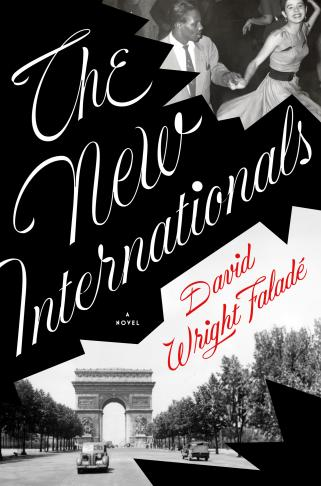 The
New
Internationals
A
NOVEL
David
Wright Faladé